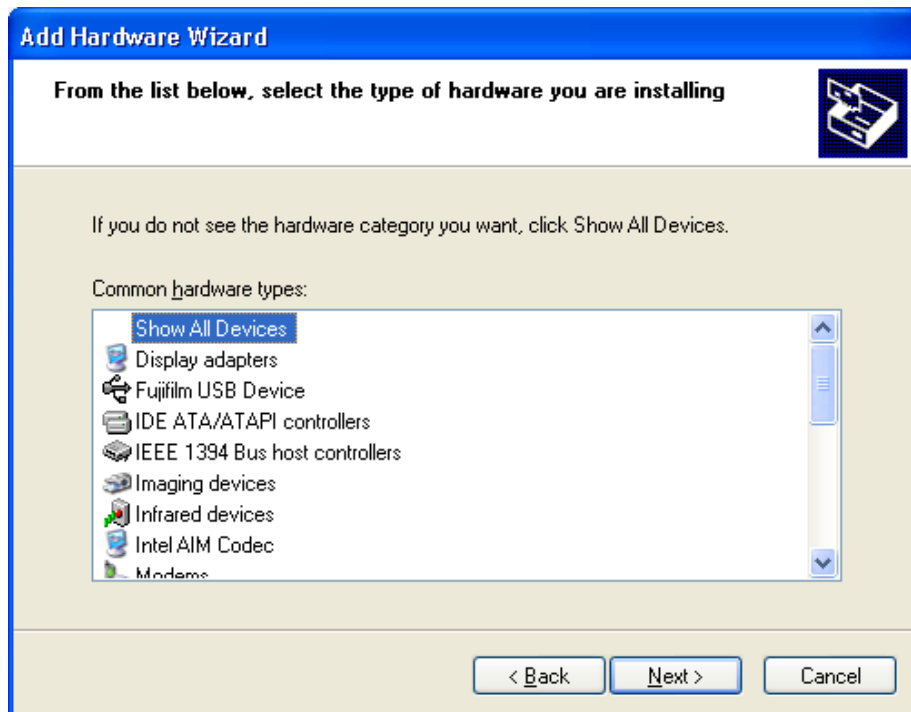 Add Hardware Wizard
From the list below, select the type of hardware you are installing
If you do not see the hardware category you want, click Show All Devices.
Common hardware types:
Show All Devices
Display adapters
Fujifilm USB Device
IDE ATA/ATAPI controllers
IEEE 1394 Bus host controllers
Imaging devices
Infrared devices
Intel AIM Codec
Modems
< Back Next > Cancel